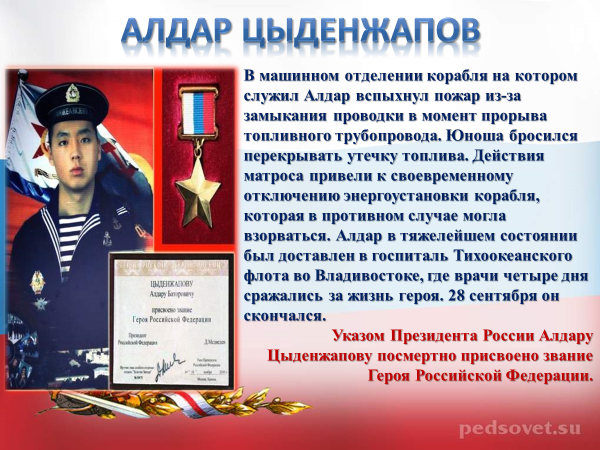 АЛДАР ЦЫДЕНЖАПОВ
В машинном отделении корабля на котором
служил Алдар вспыхнул пожар из-за
замыкания проводки в момент прорыва
топливного трубопровода. Юноша бросился
перекрывать утечку топлива. Действия
матроса привели к своевременному
отключению энергоустановки корабля,
которая в противном случае могла
взорваться. Алдар в тяжелейшем состоянии
был доставлен в госпиталь Тихоокеанского
флота во Владивостоке, где врачи четыре дня
сражались за жизнь героя. 28 сентября он
скончался.
Указом Президента России Алдару
Цыденжапову посмертно присвоено звание
Героя Российской Федерации.
ЦЫДЕНЖАПОВУ
Алдару Баторовичу
присвоено звание
Героя Российской Федерации
Президент
Российской Федерации Д.Медведев
pedsovet.su